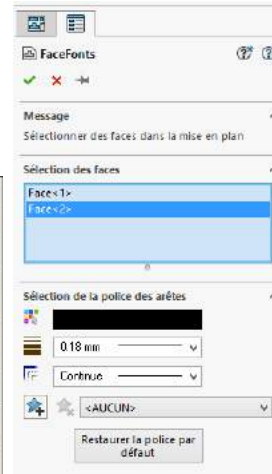 FaceFonts
Message
Sélectionner des faces dans la mise en plan
Sélection des faces
Face<1>
Face<2>
Sélection de la police des arêtes
0.18 mm
Continue
<AUCUN>
Restaurer la police par
défaut